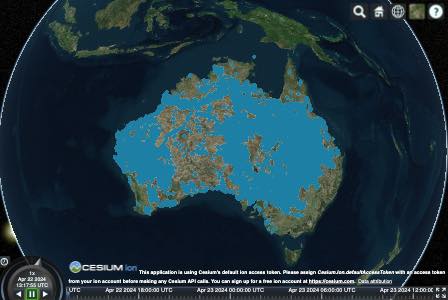 CESIUM ion
This application is using Cesium's default ion access token. Please assign Cesium.Ion.defaultAccessToken with an access token
from your ion account before making any Cesium API calls. You can sign up for a free ion account at https://cesium.com. Data attribution
1x
Apr 22 2024
13:17:55 UTC
UTC Apr 22 2024 18:00:00 UTC Apr 23 2024 00:00:00 UTC Apr 23 2024 06:00:00 UTC Apr 23 2024 12:00:00